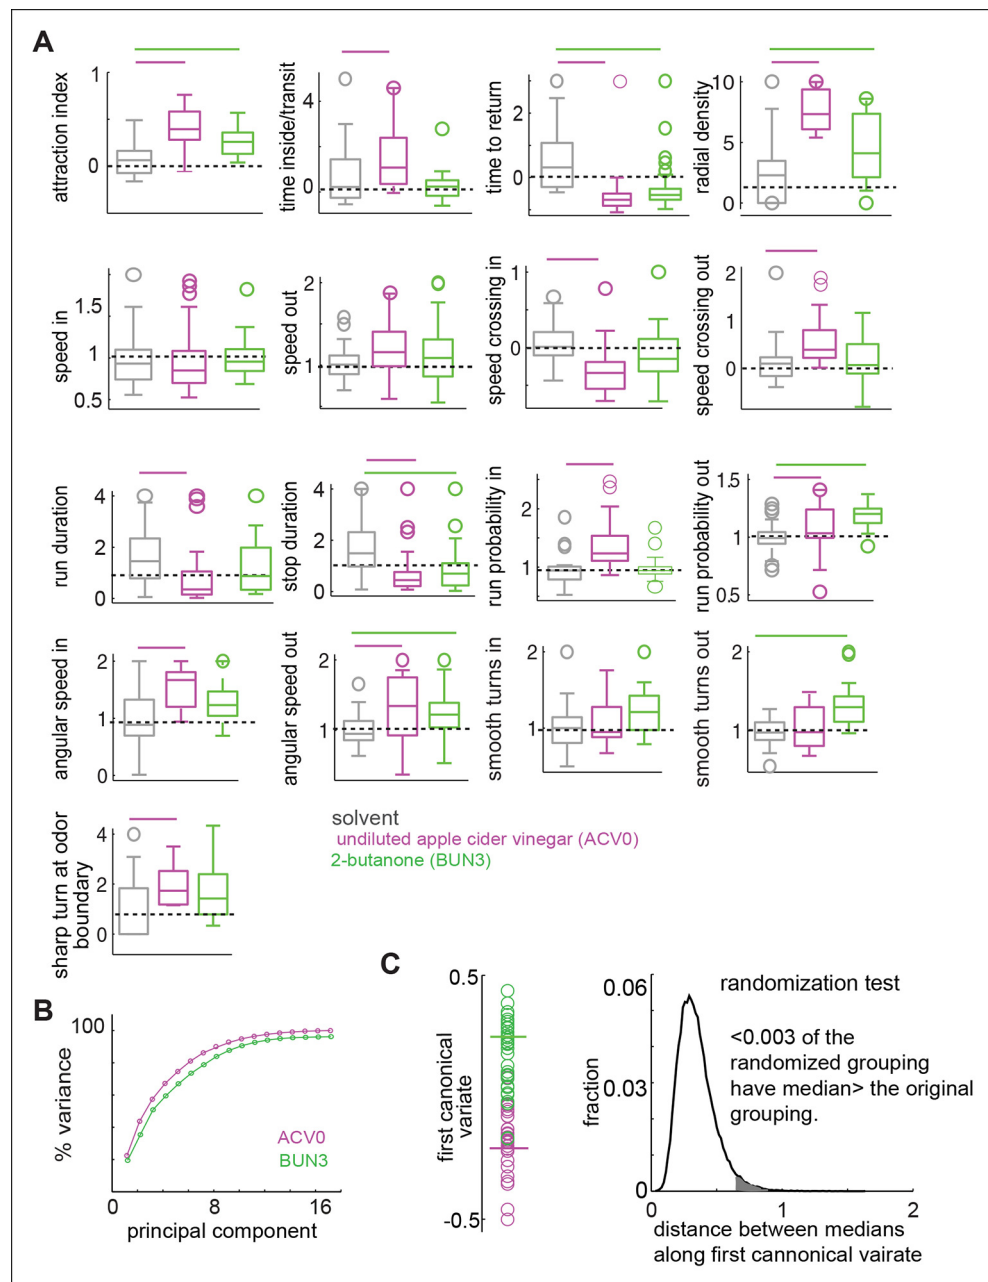 A
attraction index
1
0
time inside/transit
4
2
0
time to return
2
0
radial density
10
5
0
speed in
1.5
1
0.5
speed out
2
1
speed crossing in
1
0
speed crossing out
2
1
0
run duration
4
2
0
stop duration
4
2
0
run probability in
2
1
run probability out
1.5
1
0.5
angular speed in
2
1
0
angular speed out
2
1
smooth turns in
2
1
smooth turns out
2
1
sharp turn at odor
boundary
4
2
0
solvent
undiluted apple cider vinegar (ACV0)
2-butanone (BUN3)
B
% variance
100
ACV0
BUN3
0 8 16
principal component
C
first canonical
variate
0.5
-0.5
fraction
0.06
0.03
0
randomization test
<0.003 of the
randomized grouping
have median> the original
grouping.
0 1 2
distance between medians
along first cannonical vairate